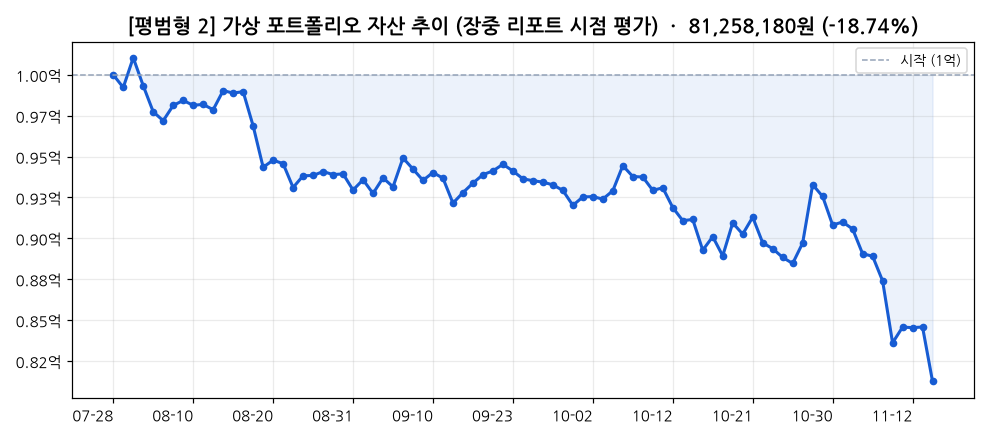 [평범형 2] 가상 포트폴리오 자산 추이 (장중 리포트 시점 평가) · 81,258,180원 (-18.74%)
시작 (1억)
1.00억
0.97억
0.95억
0.93억
0.90억
0.88억
0.85억
0.82억
07-28 08-10 08-20 08-31 09-10 09-23 10-02 10-12 10-21 10-30 11-12